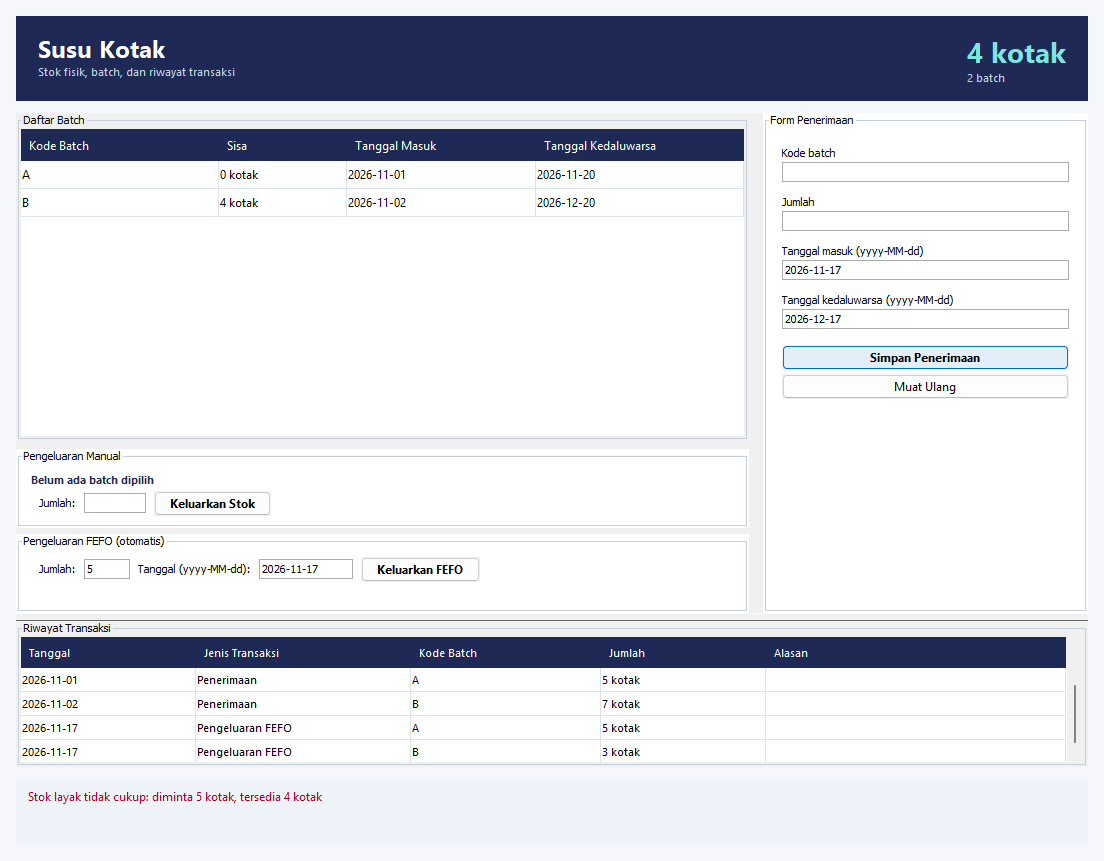 Susu Kotak
Stok fisik, batch, dan riwayat transaksi
4 kotak
2 batch
Daftar Batch
Kode Batch Sisa Tanggal Masuk Tanggal Kedaluwarsa
A 0 kotak 2026-11-01 2026-11-20
B 4 kotak 2026-11-02 2026-12-20
Form Penerimaan
Kode batch
Jumlah
Tanggal masuk (yyyy-MM-dd)
2026-11-17
Tanggal kedaluwarsa (yyyy-MM-dd)
2026-12-17
Simpan Penerimaan
Muat Ulang
Pengeluaran Manual
Belum ada batch dipilih
Jumlah: Keluarkan Stok
Pengeluaran FEFO (otomatis)
Jumlah: 5 Tanggal (yyyy-MM-dd): 2026-11-17 Keluarkan FEFO
Riwayat Transaksi
Tanggal Jenis Transaksi Kode Batch Jumlah Alasan
2026-11-01 Penerimaan A 5 kotak
2026-11-02 Penerimaan B 7 kotak
2026-11-17 Pengeluaran FEFO A 5 kotak
2026-11-17 Pengeluaran FEFO B 3 kotak
Stok layak tidak cukup: diminta 5 kotak, tersedia 4 kotak